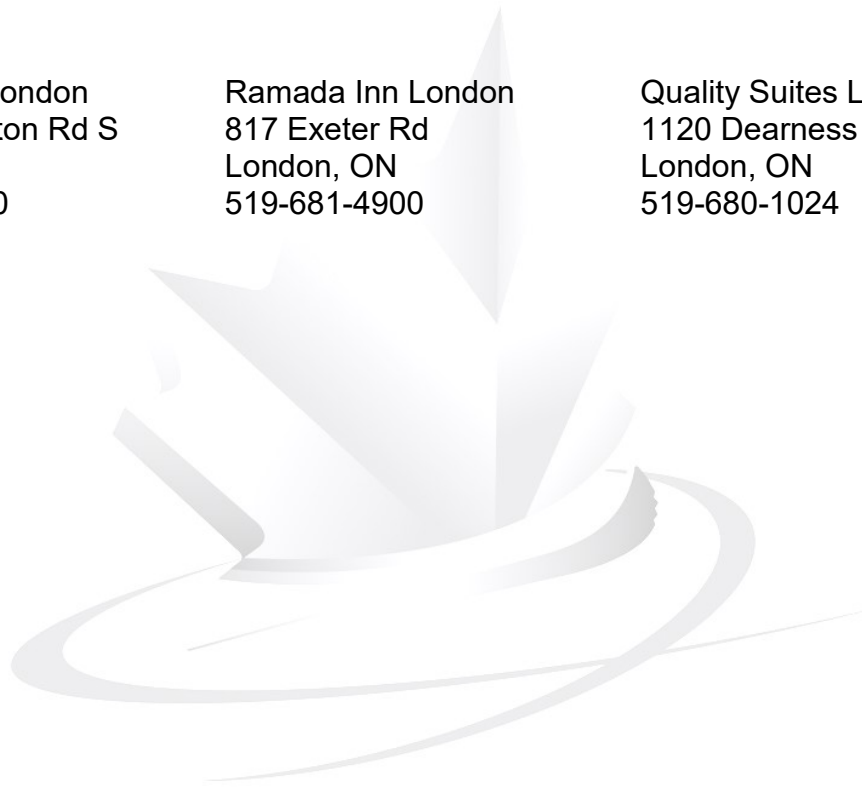 ondon
ton Rd S
0
Ramada Inn London
817 Exeter Rd
London, ON
519-681-4900
Quality Suites L
1120 Dearness
London, ON
519-680-1024